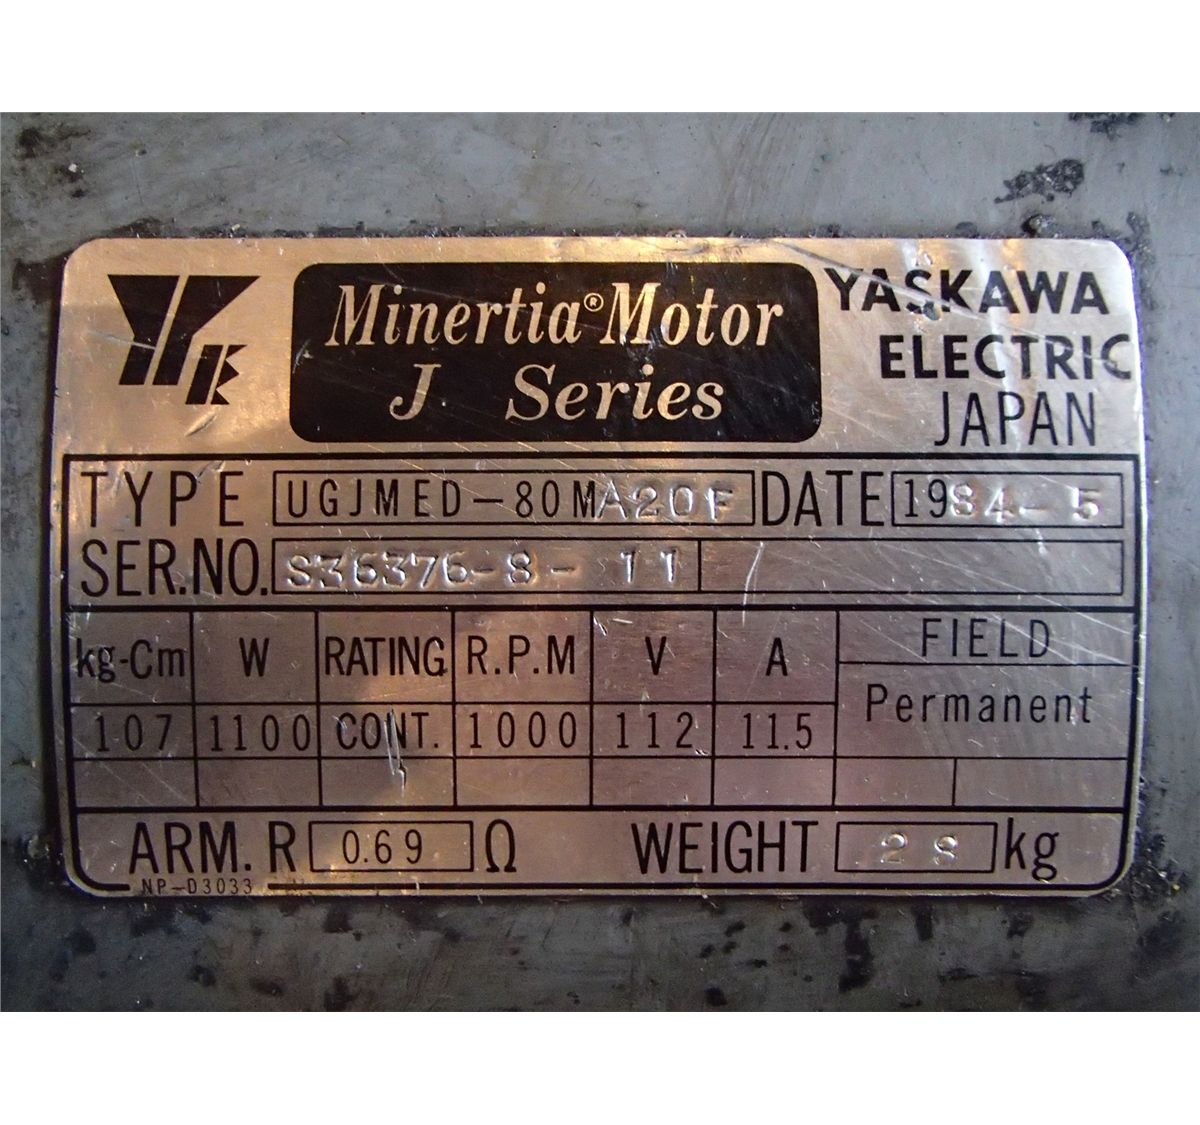 YK
Minertia® Motor
J Series
YASKAWA
ELECTRIC
JAPAN
TYPE UGJMED-80MA20F DATE 1984-5
SER.NO. S36376-8-11
kg-Cm W RATING R.P.M V A FIELD
Permanent
107 1100 CONT. 1000 112 11.5
ARM. R 0.69 Ω WEIGHT 28 kg
NP-D3033